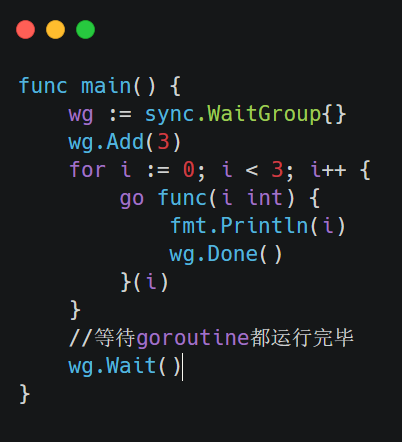 func main() {
    wg := sync.WaitGroup{}
    wg.Add(3)
    for i := 0; i < 3; i++ {
        go func(i int) {
            fmt.Println(i)
            wg.Done()
        }(i)
    }
    //等待goroutine都运行完毕
    wg.Wait()
}